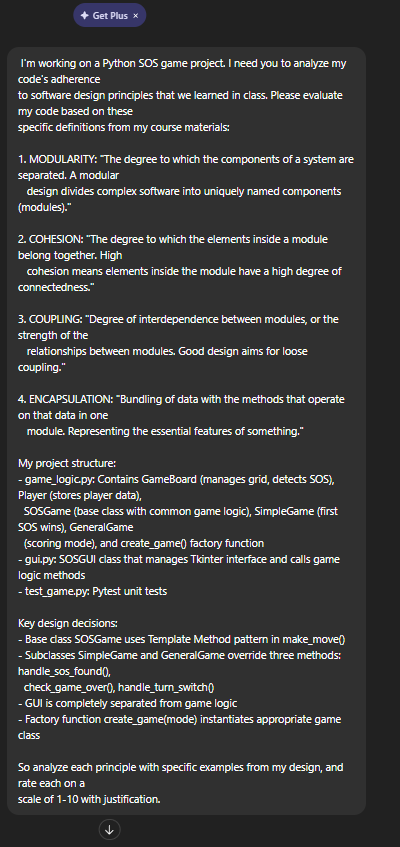 Get Plus ×
I'm working on a Python SOS game project. I need you to analyze my
code's adherence
to software design principles that we learned in class. Please evaluate
my code based on these
specific definitions from my course materials:
1. MODULARITY: "The degree to which the components of a system are
separated. A modular
design divides complex software into uniquely named components
(modules)."
2. COHESION: "The degree to which the elements inside a module
belong together. High
cohesion means elements inside the module have a high degree of
connectedness."
3. COUPLING: "Degree of interdependence between modules, or the
strength of the
relationships between modules. Good design aims for loose
coupling."
4. ENCAPSULATION: "Bundling of data with the methods that operate
on that data in one
module. Representing the essential features of something."
My project structure:
- game_logic.py: Contains GameBoard (manages grid, detects SOS),
Player (stores player data),
SOSGame (base class with common game logic), SimpleGame (first
SOS wins), GeneralGame
(scoring mode), and create_game() factory function
- gui.py: SOSGUI class that manages Tkinter interface and calls game
logic methods
- test_game.py: Pytest unit tests
Key design decisions:
- Base class SOSGame uses Template Method pattern in make_move()
- Subclasses SimpleGame and GeneralGame override three methods:
handle_sos_found(),
check_game_over(), handle_turn_switch()
- GUI is completely separated from game logic
- Factory function create_game(mode) instantiates appropriate game
class
So analyze each principle with specific examples from my design, and
rate each on a
scale of 1-10 with justification.